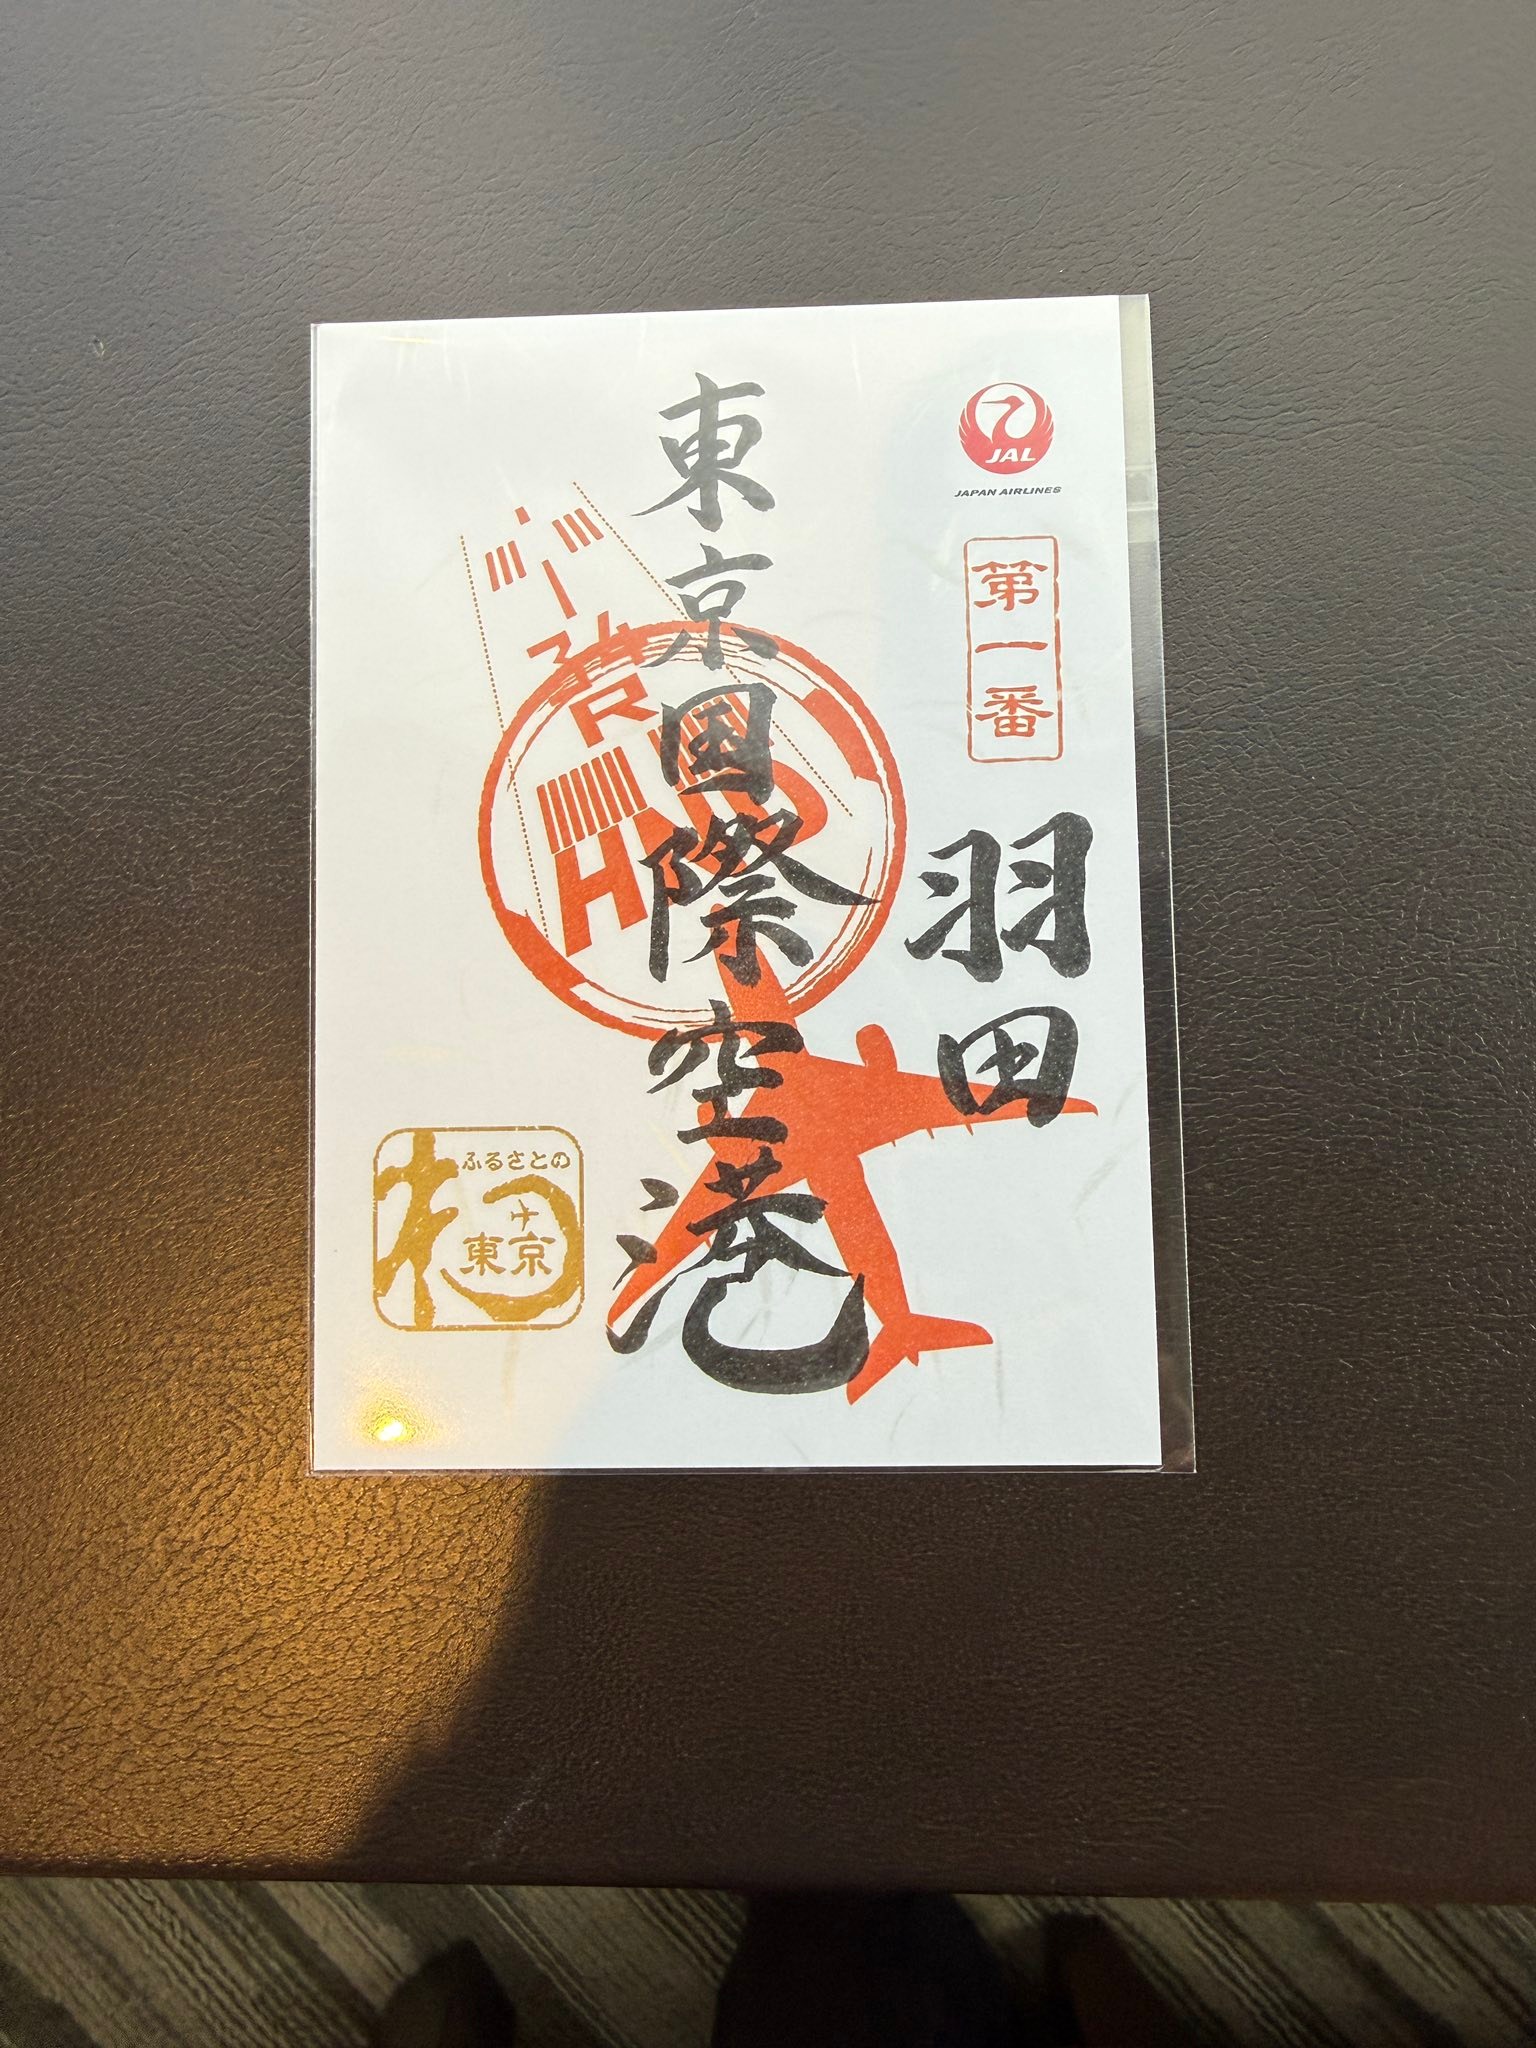 JAL
JAPAN AIRLINES
第一番
羽田
東京国際空港
34R
HND
ふるさとの
東京